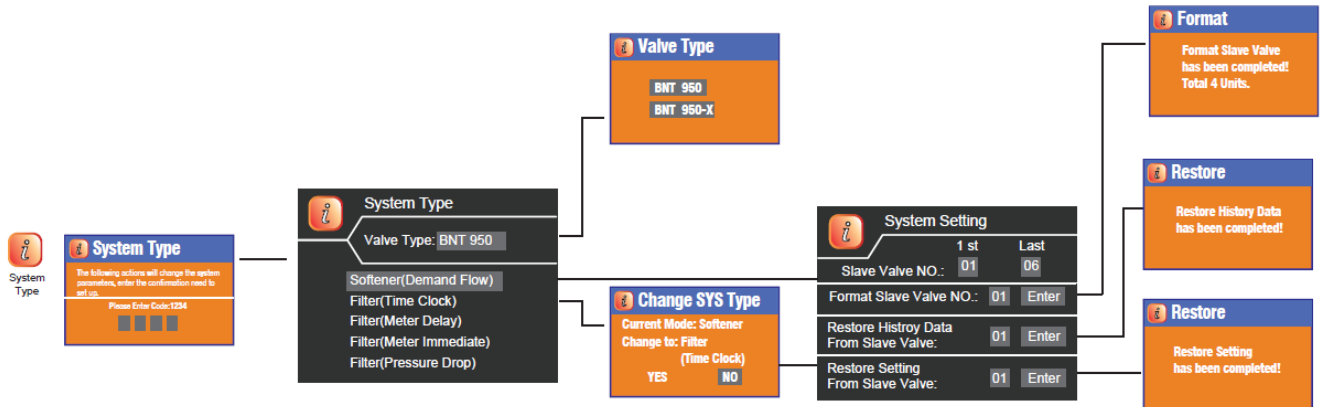 System
Type
System Type
The following actions will change the system
parameters, enter the confirmation need to
set up.
Please Enter Code:1234
System Type
Valve Type: BNT 950
Softener(Demand Flow)
Filter(Time Clock)
Filter(Meter Delay)
Filter(Meter Immediate)
Filter(Pressure Drop)
Valve Type
BNT 950
BNT 950-X
Change SYS Type
Current Mode: Softener
Change to: Filter
(Time Clock)
YES NO
System Setting
1 st Last
Slave Valve NO.: 01 06
Format Slave Valve NO.: 01 Enter
Restore Histroy Data
From Slave Valve: 01 Enter
Restore Setting
From Slave Valve: 01 Enter
Format
Format Slave Valve
has been completed!
Total 4 Units.
Restore
Restore History Data
has been completed!
Restore
Restore Setting
has been completed!